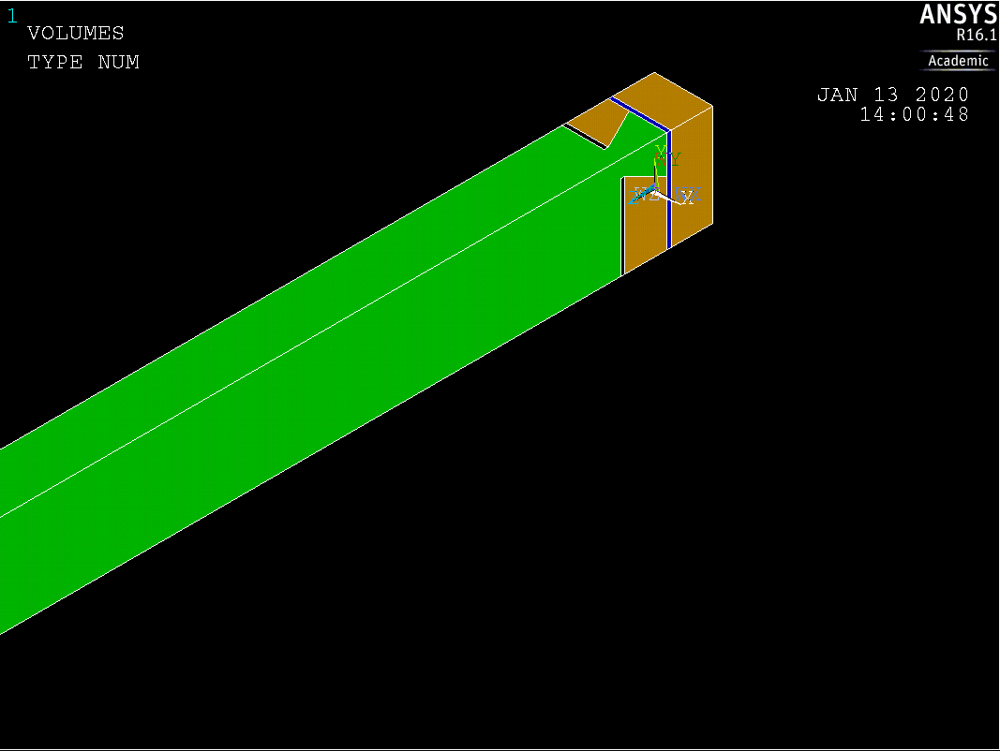 1
VOLUMES
TYPE NUM
ANSYS
R16.1
Academic
JAN 13 2020
14:00:48
Y
Y
X
X